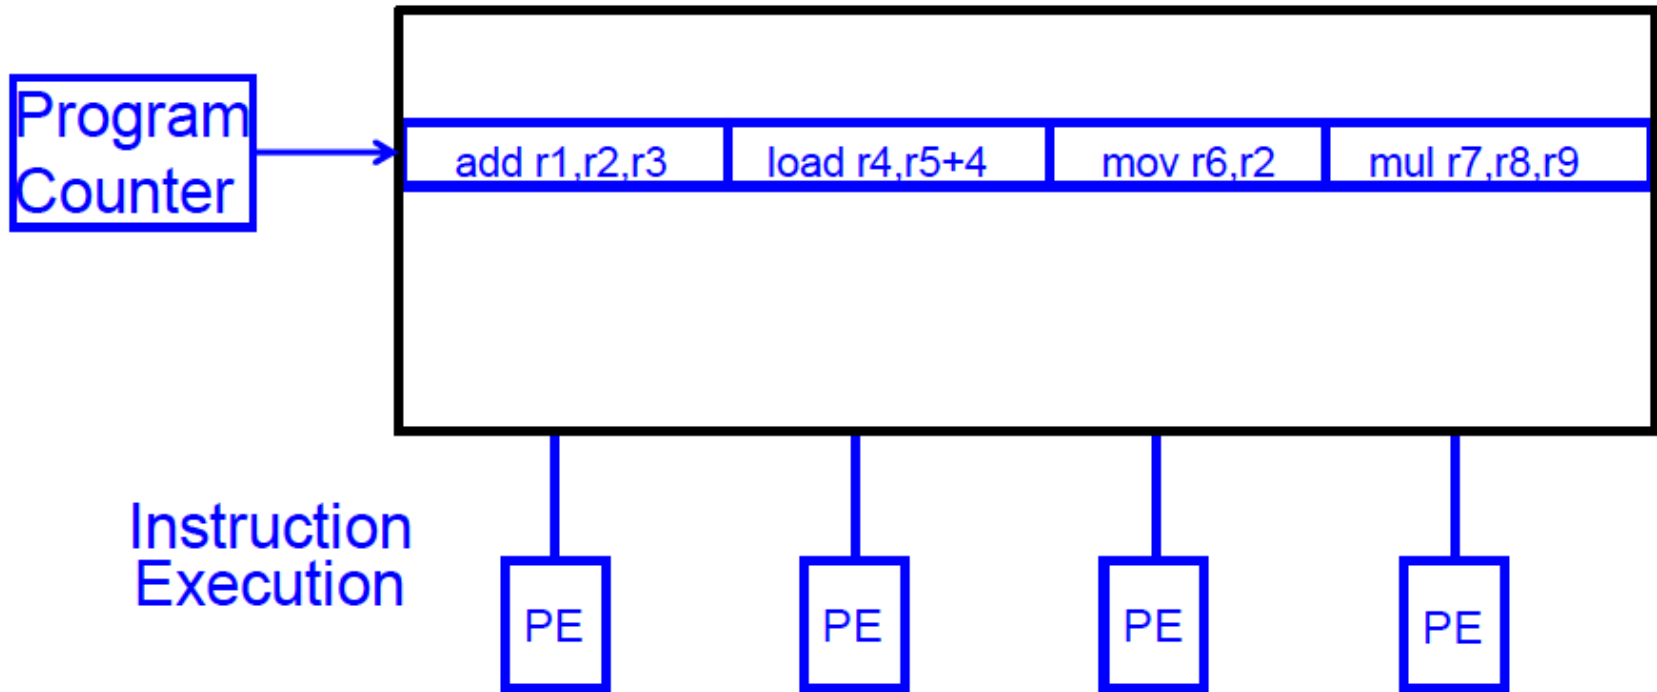 Program
Counter
add r1,r2,r3
load r4,r5+4
mov r6,r2
mul r7,r8,r9
Instruction
Execution
PE
PE
PE
PE